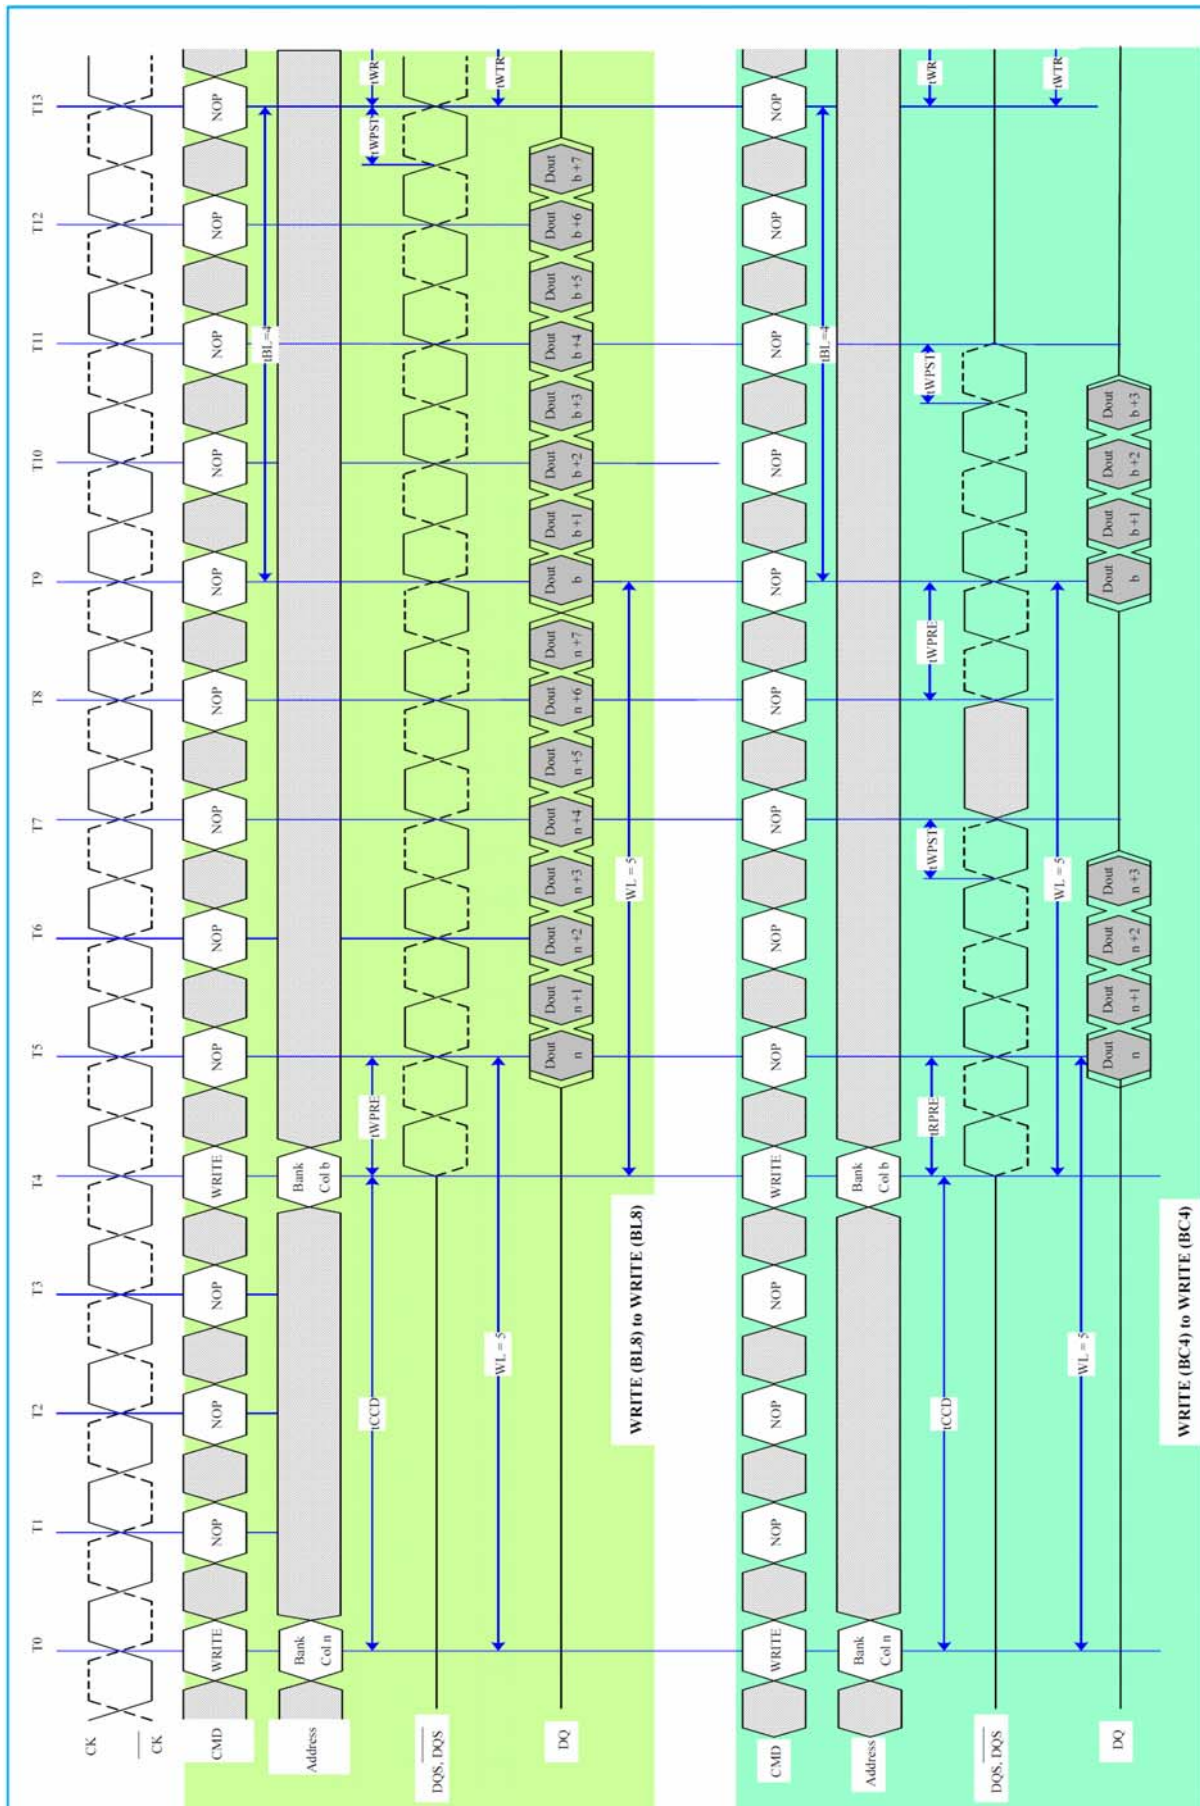 T0 T1 T2 T3 T4 T5 T6 T7 T8 T9 T10 T11 T12 T13
CK
CK
CMD WRITE NOP NOP NOP WRITE NOP NOP NOP NOP NOP NOP NOP NOP NOP
tBL=4
Address
Bank
Col n
Bank
Col b
tCCD tWPRE tWPST tWR
DQS, DQS
WL = 5 tWTR
DQ
Dout
n
Dout
n +1
Dout
n +2
Dout
n +3
Dout
n +4
Dout
n +5
Dout
n +6
Dout
n +7
Dout
b
Dout
b +1
Dout
b +2
Dout
b +3
Dout
b +4
Dout
b +5
Dout
b +6
Dout
b +7
WL = 5
WRITE (BL8) to WRITE (BL8)
CMD WRITE NOP NOP NOP WRITE NOP NOP NOP NOP NOP NOP NOP NOP NOP
tBL=4
Address
Bank
Col n
Bank
Col b
tCCD tRPRE tWPST tWPRE tWPST tWR
DQS, DQS
WL = 5 tWTR
WL = 5
DQ
Dout
n
Dout
n +1
Dout
n +2
Dout
n +3
Dout
b
Dout
b +1
Dout
b +2
Dout
b +3
WRITE (BC4) to WRITE (BC4)